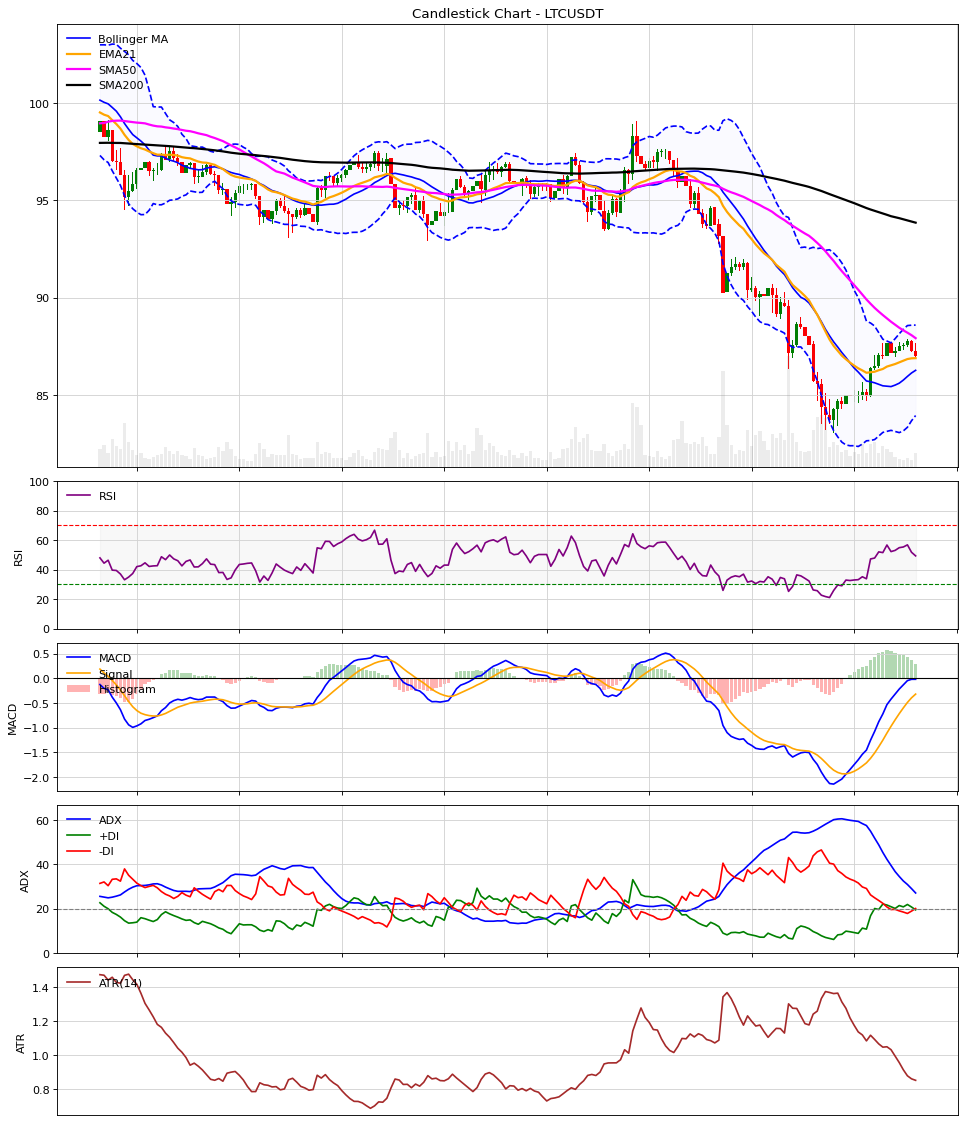 Candlestick Chart - LTCUSDT
Bollinger MA
EMA21
SMA50
SMA200
100
95
90
85
RSI
100
80
60
40
20
0
RSI
MACD
Signal
Histogram
0.5
0.0
−0.5
−1.0
−1.5
−2.0
MACD
ADX
+DI
-DI
60
40
20
0
ADX
ATR(14)
1.4
1.2
1.0
0.8
ATR